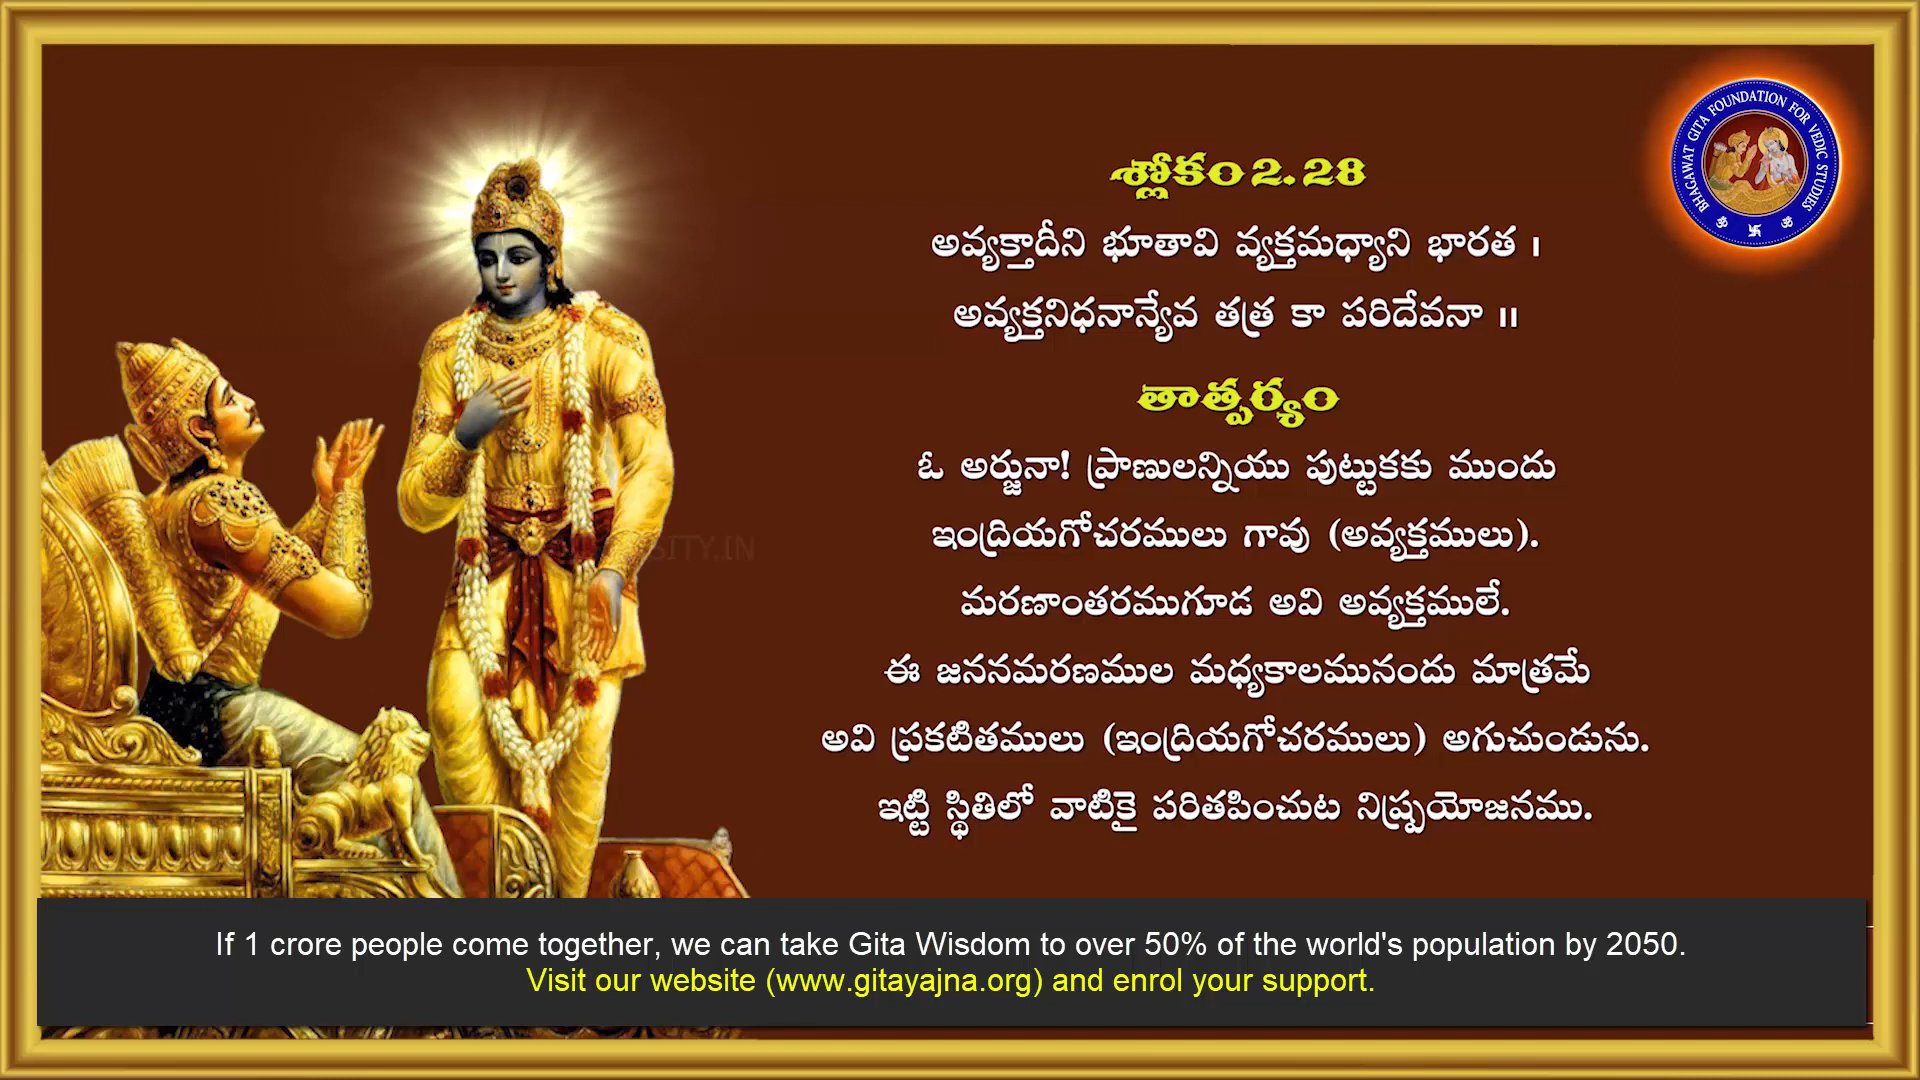 శ్లోకం 2. 28
అవ్యక్తాదీని భూతావి వ్యక్తమధ్యాని భారత ।
అవ్యక్తనిధనాన్యేవ తత్ర కా పరిదేవనా ॥
తాత్పర్యం
ఓ అర్జునా! ప్రాణులన్నియు పుట్టుకకు ముందు
ఇంద్రియగోచరములు గావు (అవ్యక్తములు).
మరణాంతరముగూడ అవి అవ్యక్తములే.
ఈ జననమరణముల మధ్యకాలమునందు మాత్రమే
అవి ప్రకటితములు (ఇంద్రియగోచరములు) అగుచుండును.
ఇట్టి స్థితిలో వాటికై పరితపించుట నిష్ప్రయోజనము.
BHAGAWAT GITA FOUNDATION FOR VEDIC STUDIES
ॐ 卐 ॐ
SITY.IN
If 1 crore people come together, we can take Gita Wisdom to over 50% of the world's population by 2050.
Visit our website (www.gitayajna.org) and enrol your support.